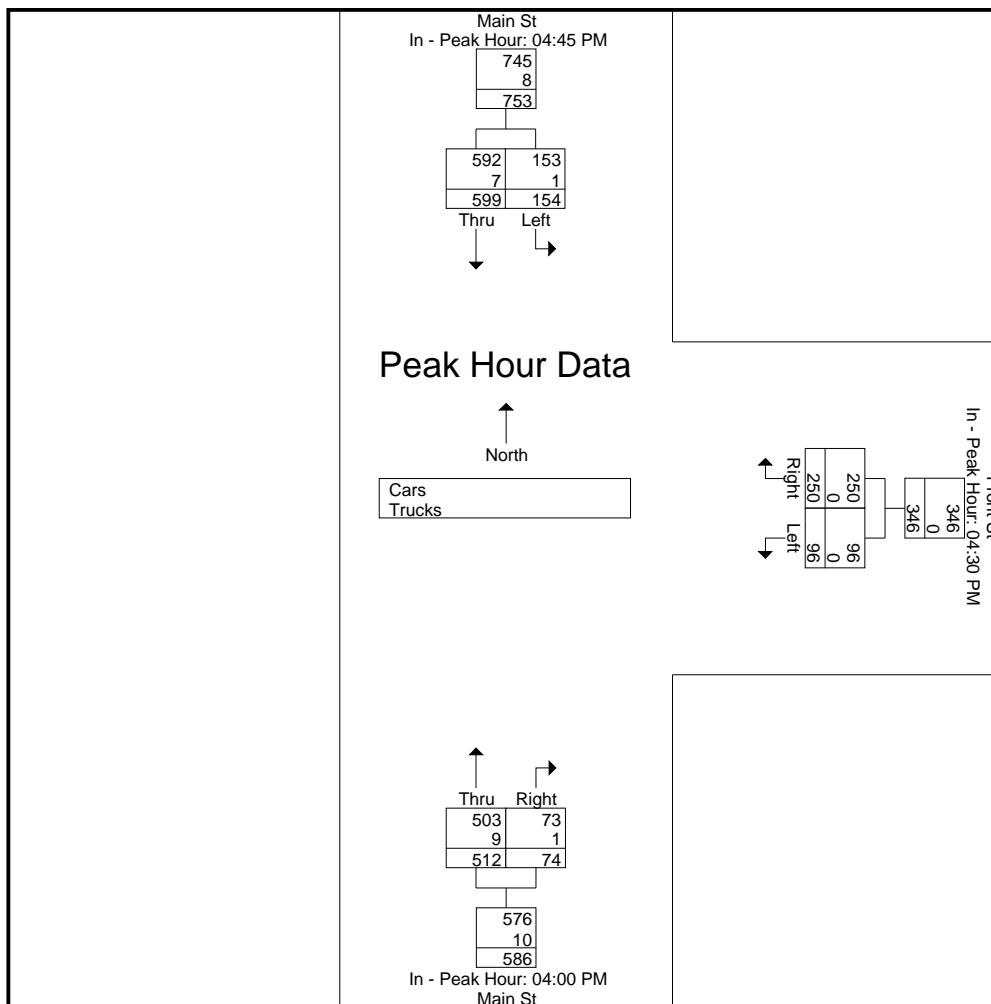 Main St
In - Peak Hour: 04:45 PM
745
8
753
592 153
7 1
599 154
Thru Left
Peak Hour Data
North
Cars
Trucks
In - Peak Hour: 04:30 PM
346
0
346
250 96
0 0
250 96
Right Left
Thru Right
503 73
9 1
512 74
576
10
586
In - Peak Hour: 04:00 PM
Main St